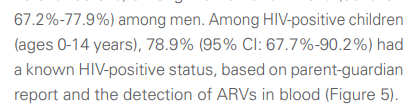 67.2%-77.9%) among men. Among HIV-positive children
(ages 0-14 years), 78.9% (95% CI: 67.7%-90.2%) had
a known HIV-positive status, based on parent-guardian
report and the detection of ARVs in blood (Figure 5).